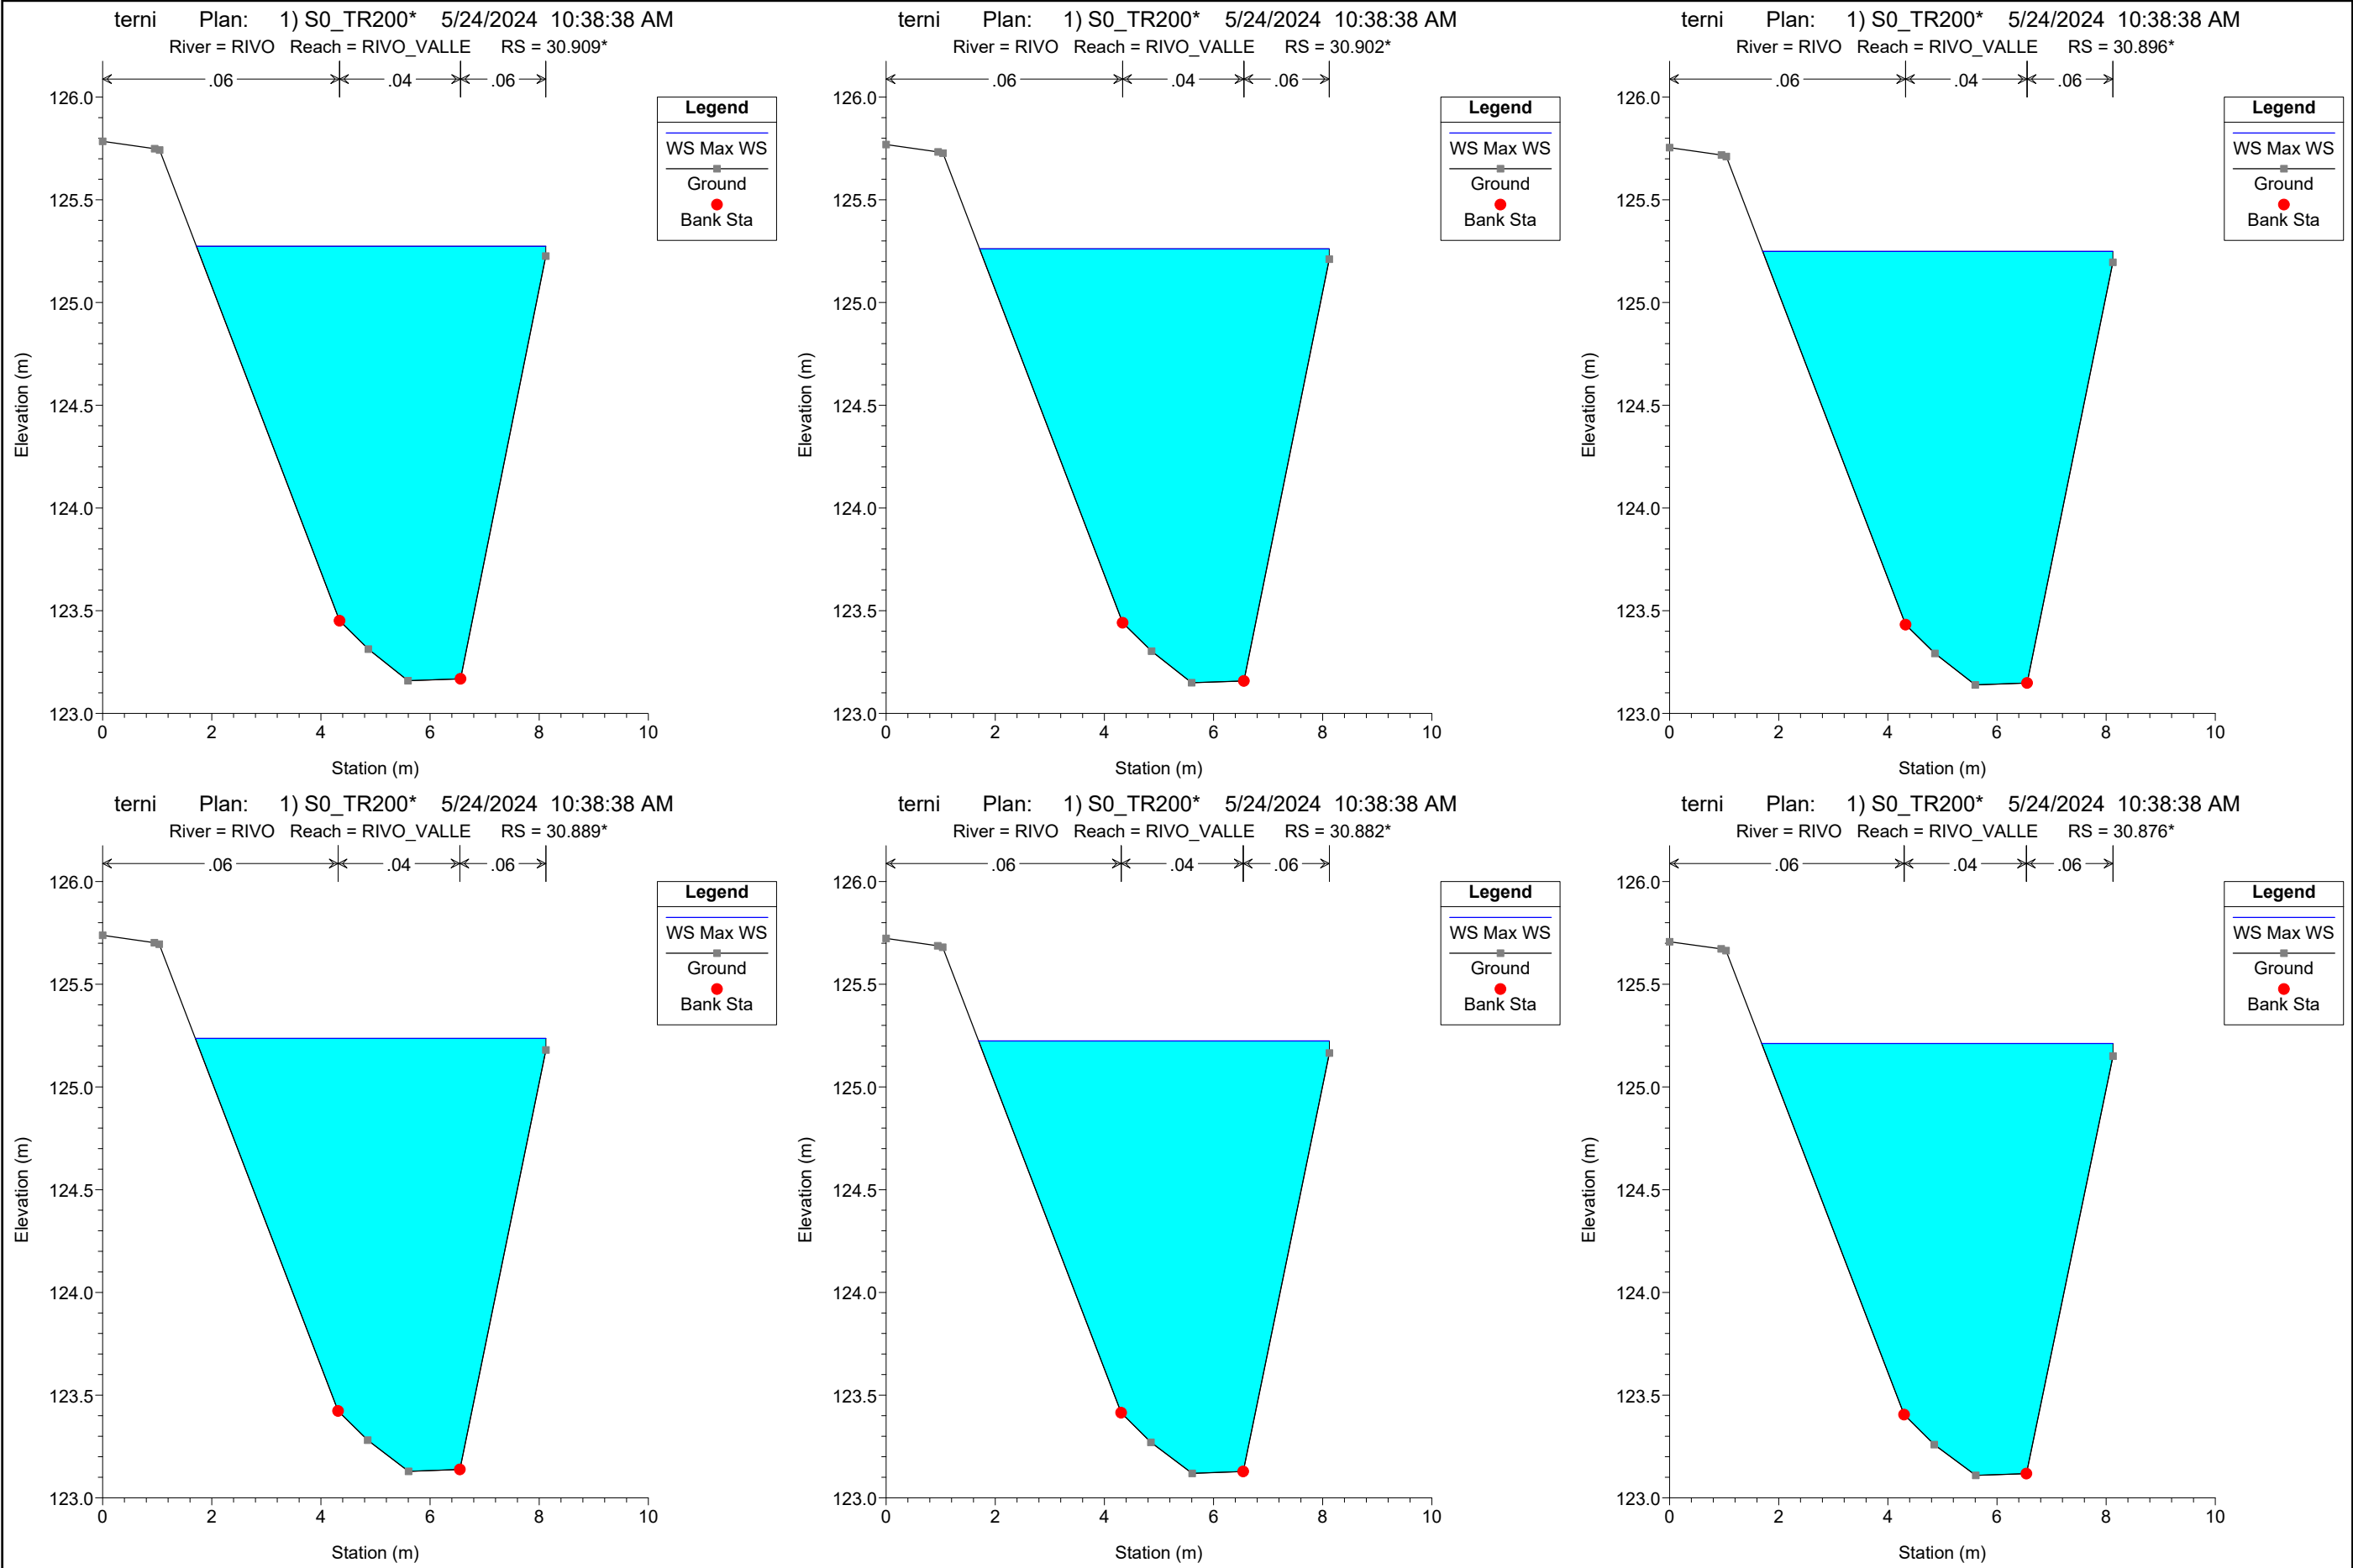 terni Plan: 1) S0_TR200* 5/24/2024 10:38:38 AM
River = RIVO Reach = RIVO_VALLE RS = 30.909*
.06 .04 .06
126.0
125.5
125.0
124.5
124.0
123.5
123.0
Elevation (m)
0 2 4 6 8 10
Station (m)
Legend
WS Max WS
Ground
Bank Sta
terni Plan: 1) S0_TR200* 5/24/2024 10:38:38 AM
River = RIVO Reach = RIVO_VALLE RS = 30.902*
.06 .04 .06
126.0
125.5
125.0
124.5
124.0
123.5
123.0
Elevation (m)
0 2 4 6 8 10
Station (m)
Legend
WS Max WS
Ground
Bank Sta
terni Plan: 1) S0_TR200* 5/24/2024 10:38:38 AM
River = RIVO Reach = RIVO_VALLE RS = 30.896*
.06 .04 .06
126.0
125.5
125.0
124.5
124.0
123.5
123.0
Elevation (m)
0 2 4 6 8 10
Station (m)
Legend
WS Max WS
Ground
Bank Sta
terni Plan: 1) S0_TR200* 5/24/2024 10:38:38 AM
River = RIVO Reach = RIVO_VALLE RS = 30.889*
.06 .04 .06
126.0
125.5
125.0
124.5
124.0
123.5
123.0
Elevation (m)
0 2 4 6 8 10
Station (m)
Legend
WS Max WS
Ground
Bank Sta
terni Plan: 1) S0_TR200* 5/24/2024 10:38:38 AM
River = RIVO Reach = RIVO_VALLE RS = 30.882*
.06 .04 .06
126.0
125.5
125.0
124.5
124.0
123.5
123.0
Elevation (m)
0 2 4 6 8 10
Station (m)
Legend
WS Max WS
Ground
Bank Sta
terni Plan: 1) S0_TR200* 5/24/2024 10:38:38 AM
River = RIVO Reach = RIVO_VALLE RS = 30.876*
.06 .04 .06
126.0
125.5
125.0
124.5
124.0
123.5
123.0
Elevation (m)
0 2 4 6 8 10
Station (m)
Legend
WS Max WS
Ground
Bank Sta